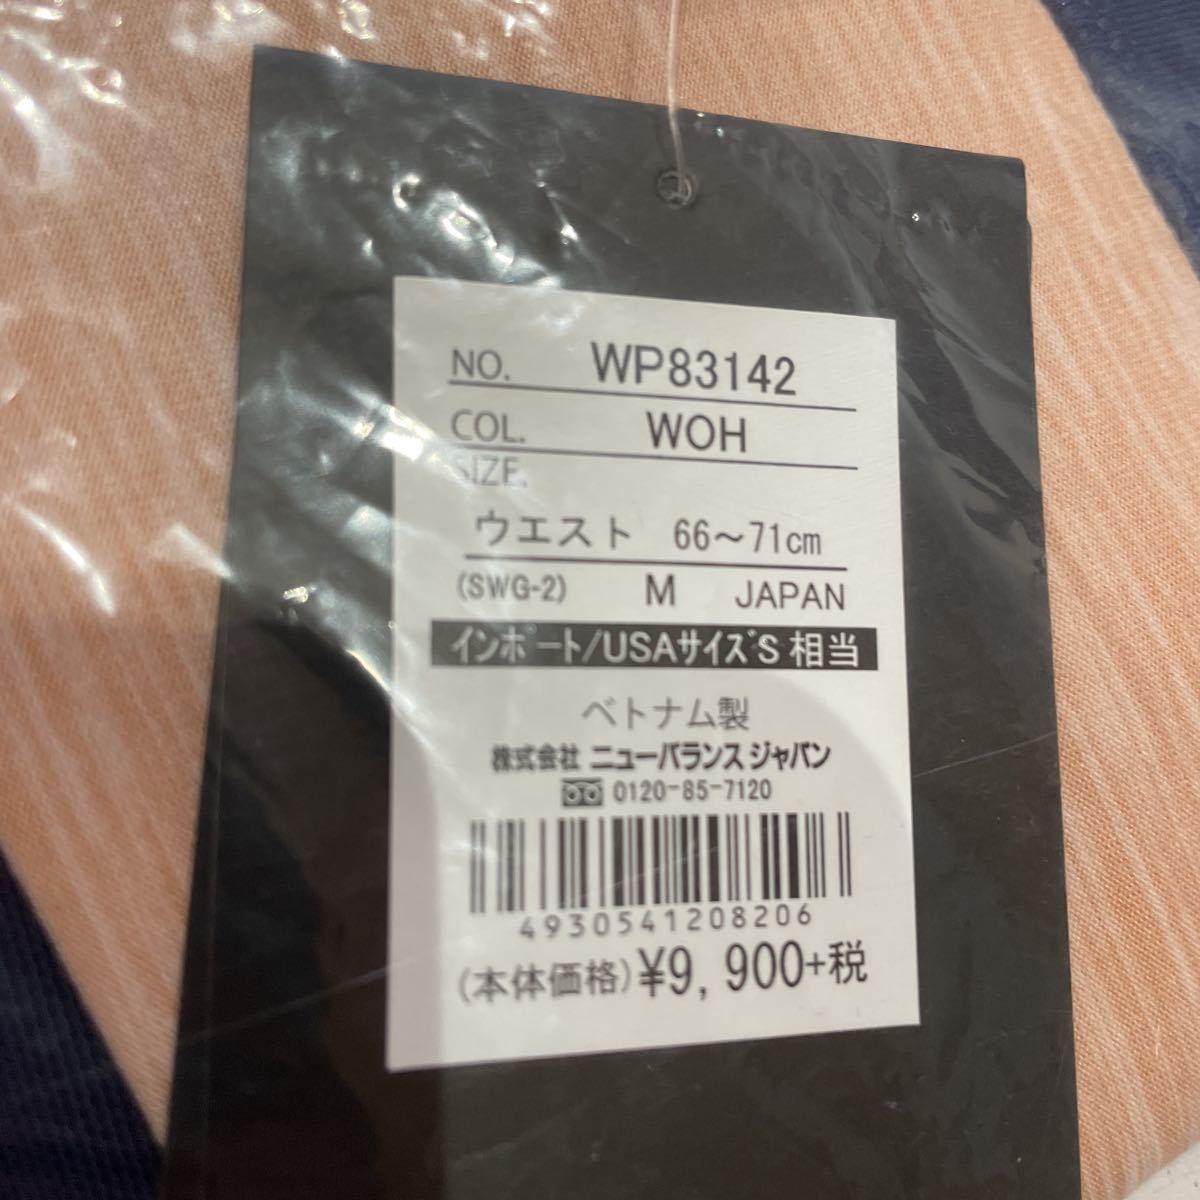 NO. WP83142
COL. WOH
SIZE.
ウエスト 66～71cm
(SWG-2) M JAPAN
インポート/USAサイズS 相当
ベトナム製
株式会社 ニューバランス ジャパン
0120-85-7120
4930541208206
(本体価格)¥9,900+税